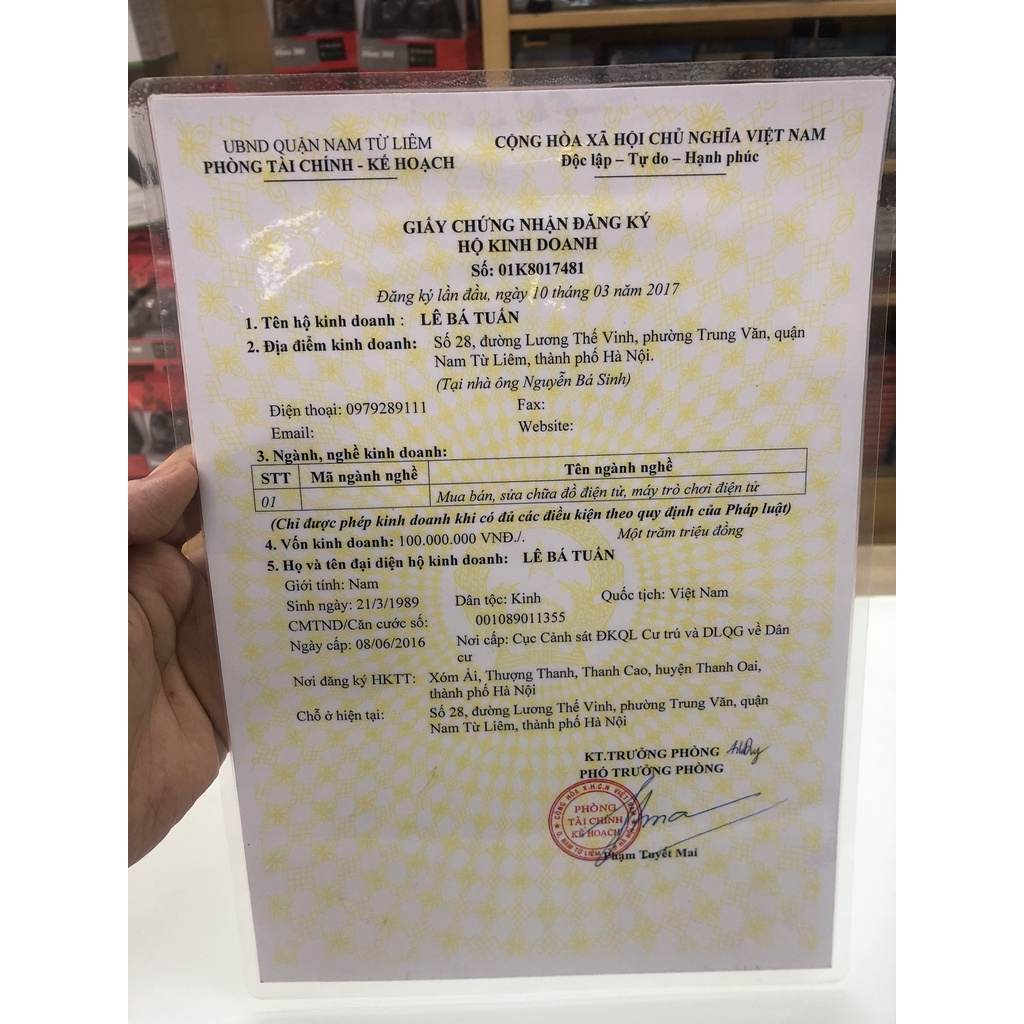 UBND QUẬN NAM TỪ LIÊM
PHÒNG TÀI CHÍNH - KẾ HOẠCH
CỘNG HÒA XÃ HỘI CHỦ NGHĨA VIỆT NAM
Độc lập – Tự do – Hạnh phúc
GIẤY CHỨNG NHẬN ĐĂNG KÝ
HỘ KINH DOANH
Số: 01K8017481
Đăng ký lần đầu, ngày 10 tháng 03 năm 2017
1. Tên hộ kinh doanh : LÊ BÁ TUẤN
2. Địa điểm kinh doanh: Số 28, đường Lương Thế Vinh, phường Trung Văn, quận
Nam Từ Liêm, thành phố Hà Nội.
(Tại nhà ông Nguyễn Bá Sinh)
Điện thoại: 0979289111 Fax:
Email: Website:
3. Ngành, nghề kinh doanh:
STT Mã ngành nghề Tên ngành nghề
01 Mua bán, sửa chữa đồ điện tử, máy trò chơi điện tử
(Chỉ được phép kinh doanh khi có đủ các điều kiện theo quy định của Pháp luật)
4. Vốn kinh doanh: 100.000.000 VNĐ./. Một trăm triệu đồng
5. Họ và tên đại diện hộ kinh doanh: LÊ BÁ TUẤN
Giới tính: Nam
Sinh ngày: 21/3/1989 Dân tộc: Kinh Quốc tịch: Việt Nam
CMTND/Căn cước số: 001089011355
Ngày cấp: 08/06/2016 Nơi cấp: Cục Cảnh sát ĐKQL Cư trú và DLQG về Dân
cư
Nơi đăng ký HKTT: Xóm Ải, Thượng Thanh, Thanh Cao, huyện Thanh Oai,
thành phố Hà Nội
Chỗ ở hiện tại: Số 28, đường Lương Thế Vinh, phường Trung Văn, quận
Nam Từ Liêm, thành phố Hà Nội
KT.TRƯỞNG PHÒNG
PHÓ TRƯỞNG PHÒNG
CỘNG HÒA X.H.C.N VIỆT NAM
PHÒNG
TÀI CHÍNH
KẾ HOẠCH
Q. NAM TỪ LIÊM
Phạm Tuyết Mai